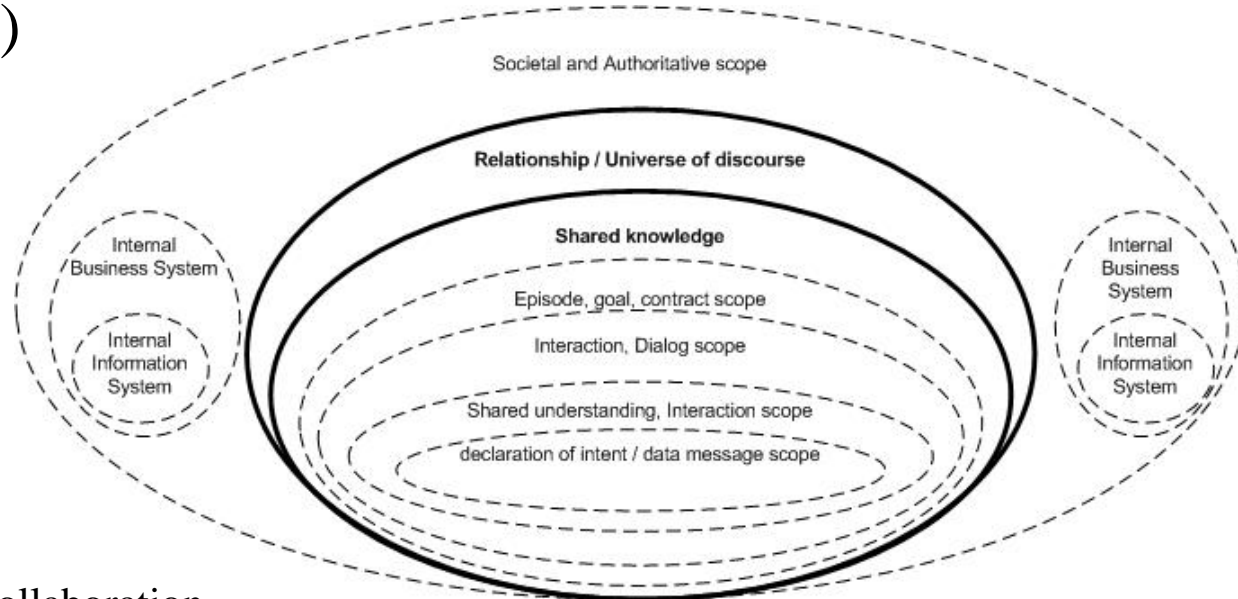 )
Societal and Authoritative scope
Relationship / Universe of discourse
Shared knowledge
Episode, goal, contract scope
Interaction, Dialog scope
Shared understanding, Interaction scope
declaration of intent / data message scope
Internal
Business System
Internal
Information
System
Internal
Business
System
Internal
Information
System